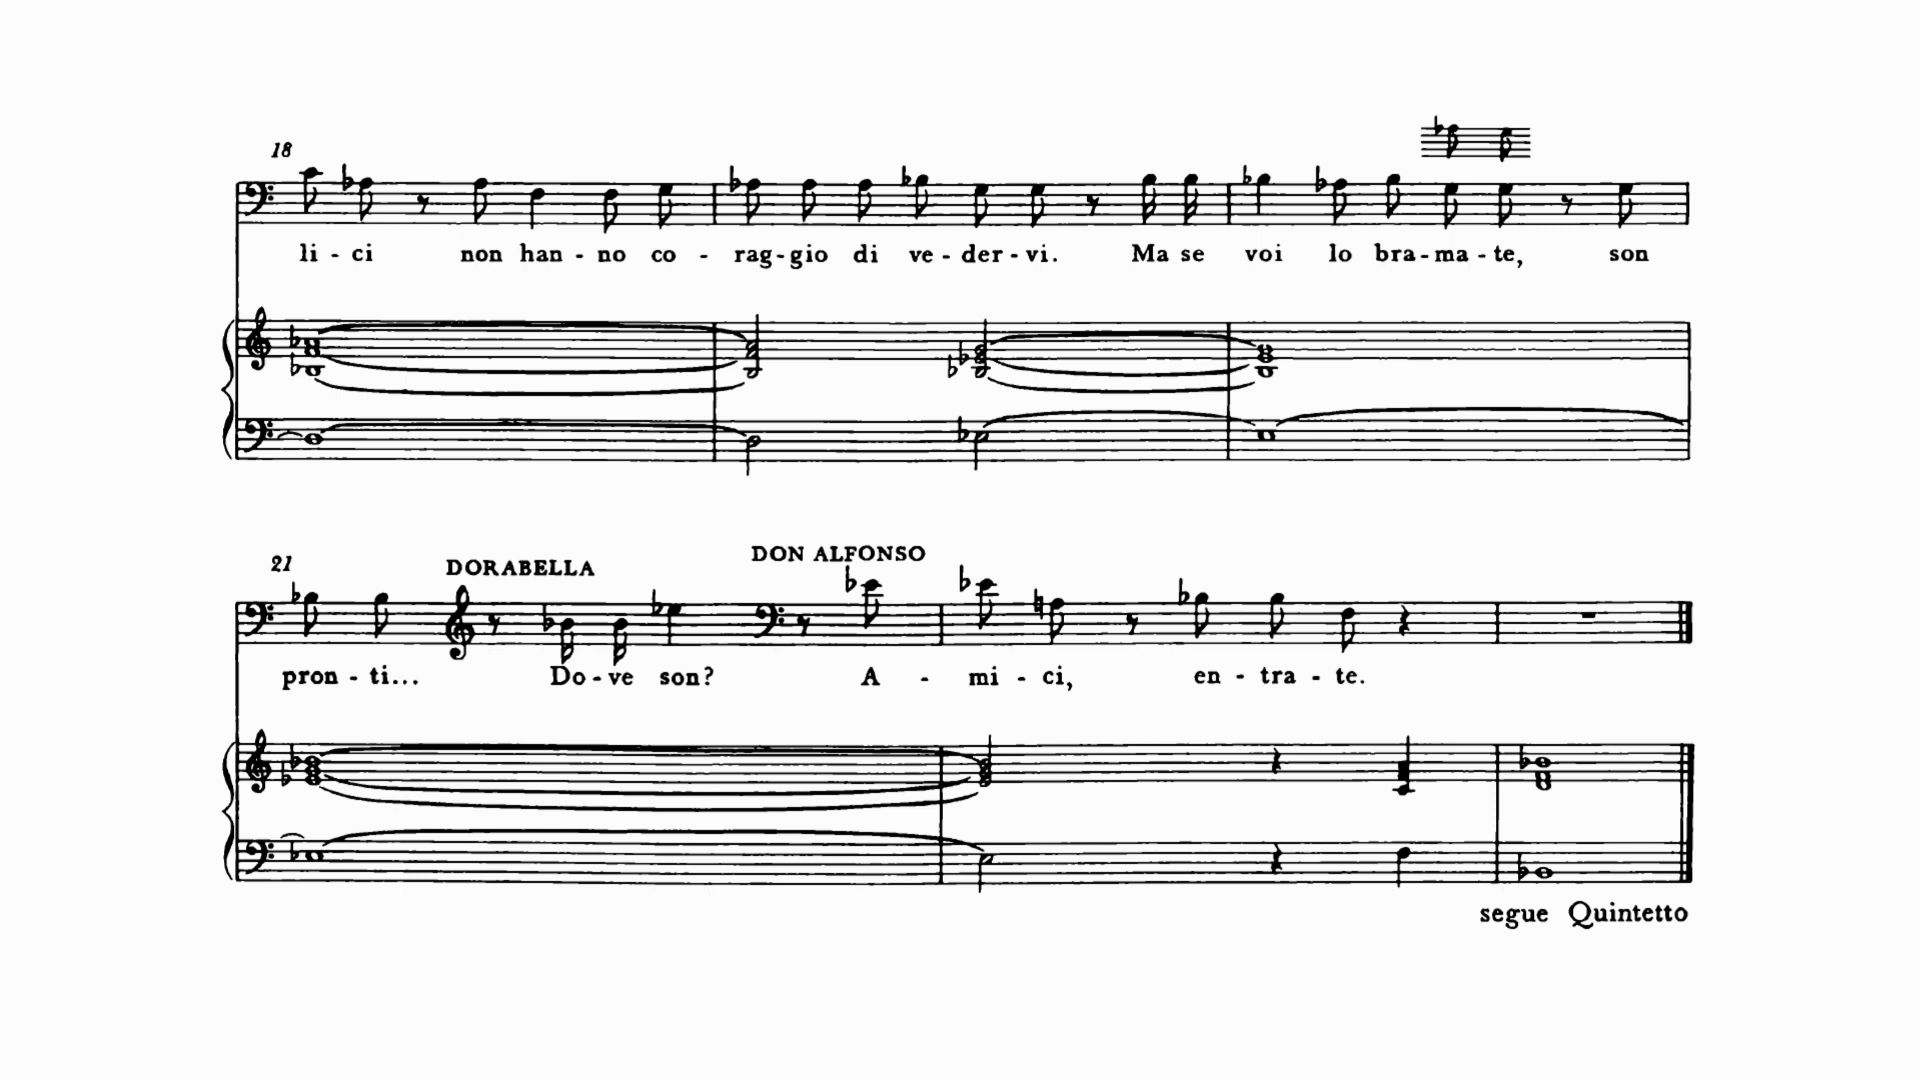 18
li - ci non han - no co - rag - gio di ve - der - vi. Ma se voi lo bra - ma - te, son
21
DORABELLA DON ALFONSO
pron - ti... Do - ve son? A - mi - ci, en - tra - te.
segue Quintetto